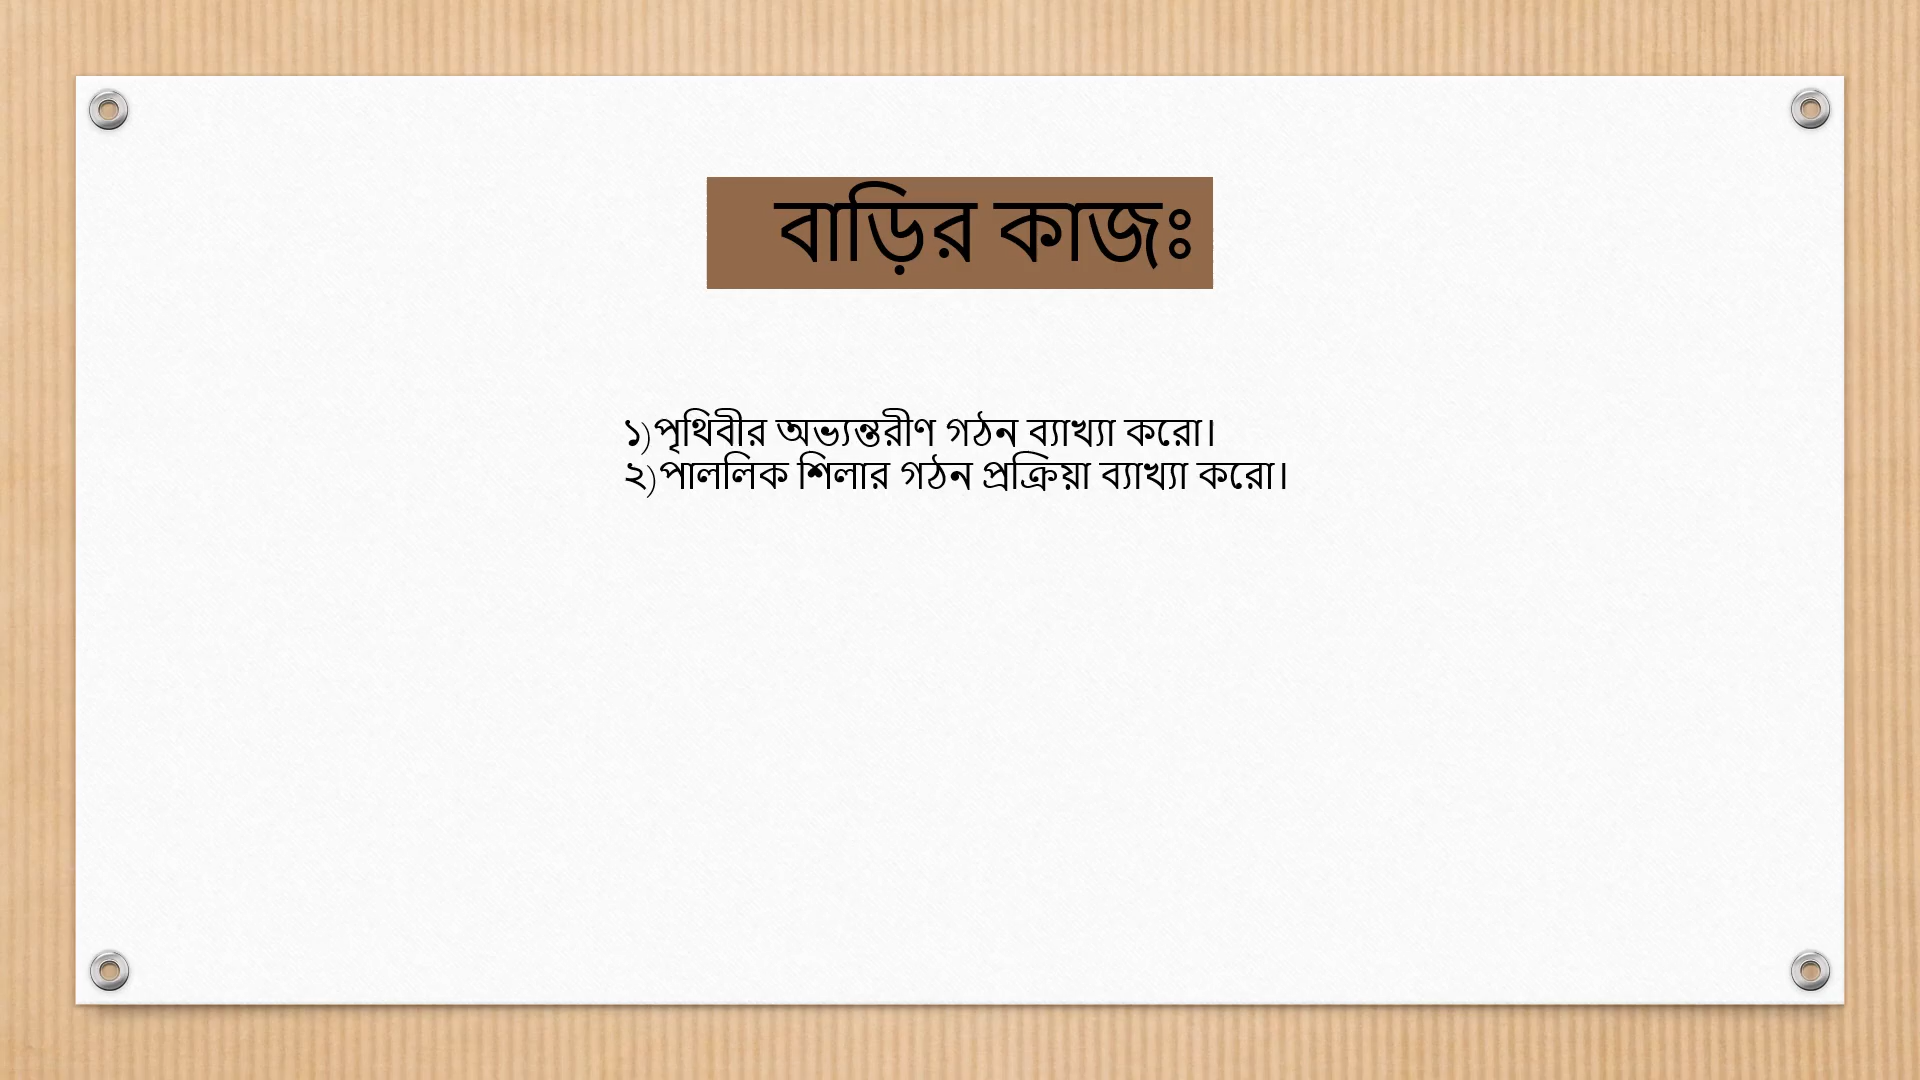 বাড়ির কাজঃ
১)পৃথিবীর অভ্যন্তরীণ গঠন ব্যাখ্যা করো।
২)পাললিক শিলার গঠন প্রক্রিয়া ব্যাখ্যা করো।